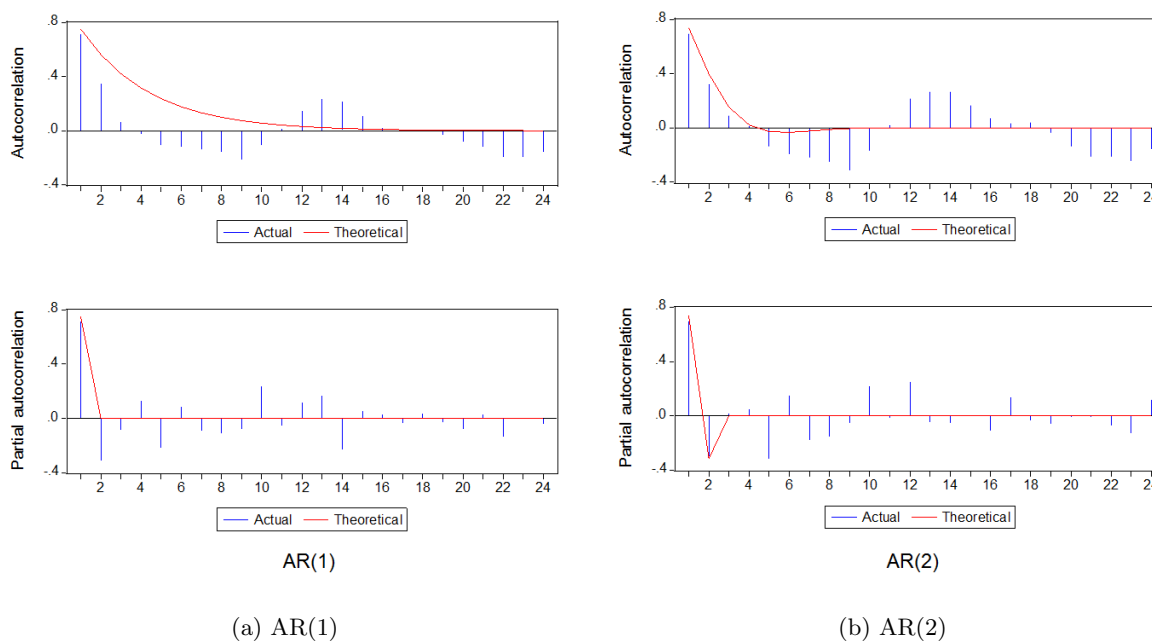 Autocorrelation
.8
.4
.0
-.4
2 4 6 8 10 12 14 16 18 20 22 24
Actual Theoretical
Partial autocorrelation
.8
.4
.0
-.4
2 4 6 8 10 12 14 16 18 20 22 24
Actual Theoretical
AR(1)
(a) AR(1)
Autocorrelation
.8
.4
.0
-.4
2 4 6 8 10 12 14 16 18 20 22 24
Actual Theoretical
Partial autocorrelation
.8
.4
.0
-.4
2 4 6 8 10 12 14 16 18 20 22 24
Actual Theoretical
AR(2)
(b) AR(2)